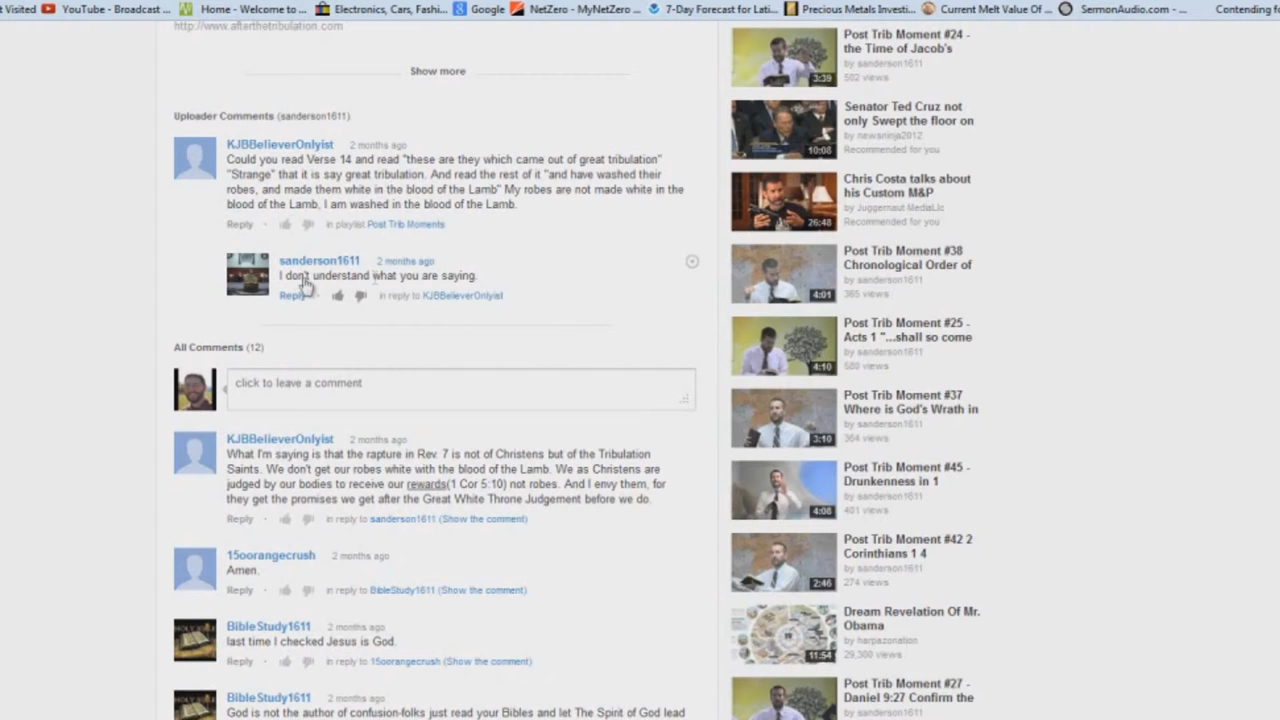 t Visited YouTube - Broadcast ... Home - Welcome to ... Electronics, Cars, Fashi... Google NetZero - MyNetZero ... 7-Day Forecast for Lati... Precious Metals Investi... Current Melt Value Of ... SermonAudio.com - ... Contending fo
http://www.afterthetribulation.com
Show more
Uploader Comments (sanderson1611)
KJBBelieverOnlyist 2 months ago
Could you read Verse 14 and read "these are they which came out of great tribulation"
"Strange" that it is say great tribulation. And read the rest of it "and have washed their
robes, and made them white in the blood of the Lamb" My robes are not made white in the
blood of the Lamb, I am washed in the blood of the Lamb.
Reply · in playlist Post Trib Moments
sanderson1611 2 months ago
I don't understand what you are saying.
Reply · in reply to KJBBelieverOnlyist
All Comments (12)
click to leave a comment
KJBBelieverOnlyist 2 months ago
What I'm saying is that the rapture in Rev. 7 is not of Christens but of the Tribulation
Saints. We don't get our robes white with the blood of the Lamb. We as Christens are
judged by our bodies to receive our rewards(1 Cor 5:10) not robes. And I envy them, for
they get the promises we get after the Great White Throne Judgement before we do.
Reply · in reply to sanderson1611 (Show the comment)
15oorangecrush 2 months ago
Amen.
Reply · in reply to BibleStudy1611 (Show the comment)
BibleStudy1611 2 months ago
last time I checked Jesus is God.
Reply · in reply to 15oorangecrush (Show the comment)
BibleStudy1611 2 months ago
God is not the author of confusion-folks just read your Bibles and let The Spirit of God lead
Post Trib Moment #24 -
the Time of Jacob's
by sanderson1611
502 views
3:39
Senator Ted Cruz not
only Swept the floor on
by newsninja2012
Recommended for you
10:08
Chris Costa talks about
his Custom M&P
by Juggernaut MediaLlc
Recommended for you
26:48
Post Trib Moment #38
Chronological Order of
by sanderson1611
365 views
4:01
Post Trib Moment #25 -
Acts 1 "...shall so come
by sanderson1611
580 views
4:10
Post Trib Moment #37
Where is God's Wrath in
by sanderson1611
364 views
3:10
Post Trib Moment #45 -
Drunkenness in 1
by sanderson1611
401 views
4:08
Post Trib Moment #42 2
Corinthians 1 4
by sanderson1611
274 views
2:46
Dream Revelation Of Mr.
Obama
by harpazonation
29,300 views
11:54
Post Trib Moment #27 -
Daniel 9:27 Confirm the
by sanderson1611